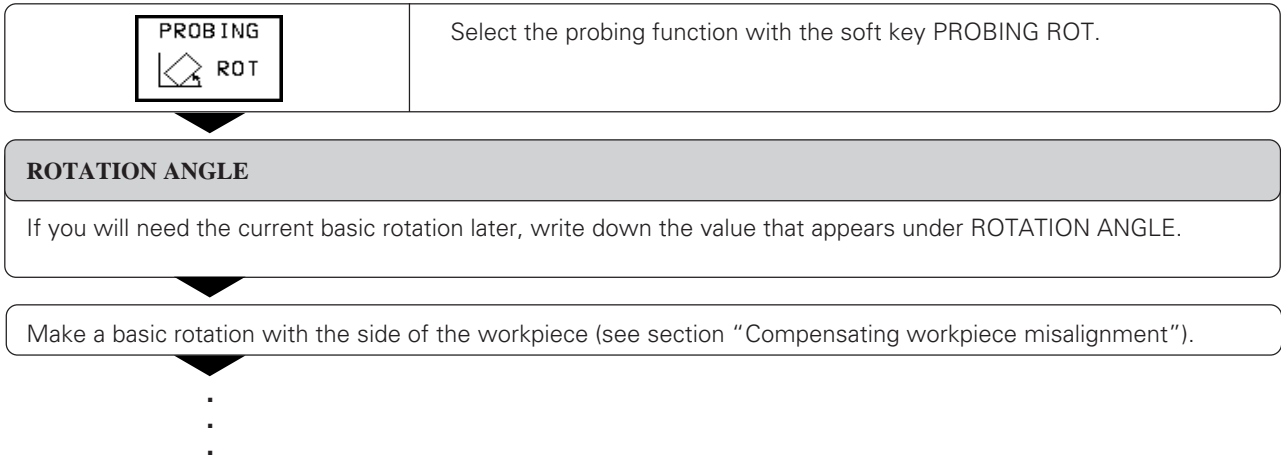 PROBING
ROT
Select the probing function with the soft key PROBING ROT.
ROTATION ANGLE
If you will need the current basic rotation later, write down the value that appears under ROTATION ANGLE.
Make a basic rotation with the side of the workpiece (see section “Compensating workpiece misalignment”).
.
.
.